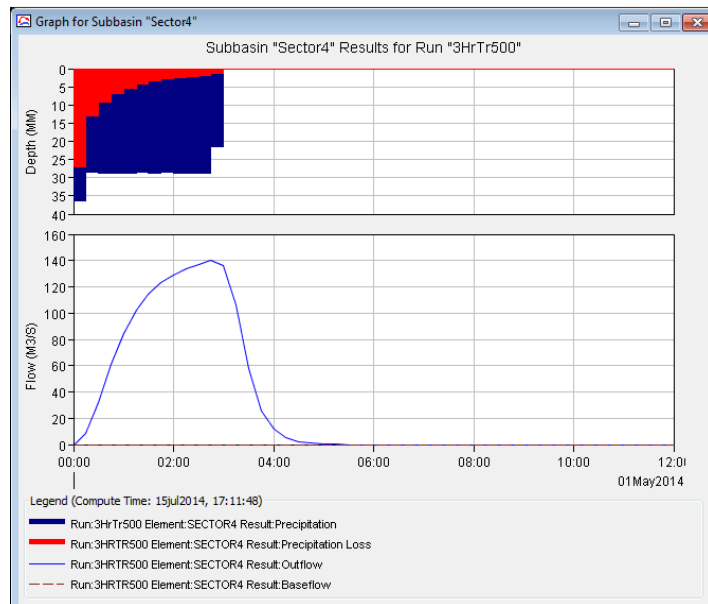 Graph for Subbasin "Sector4"
Subbasin "Sector4" Results for Run "3HrTr500"
Depth (MM)
0
5
10
15
20
25
30
35
40
Flow (M3/S)
160
140
120
100
80
60
40
20
0
00:00 02:00 04:00 06:00 08:00 10:00 12:0
01May2014
Legend (Compute Time: 15jul2014, 17:11:48)
Run:3HrTr500 Element:SECTOR4 Result:Precipitation
Run:3HRTR500 Element:SECTOR4 Result:Precipitation Loss
Run:3HRTR500 Element:SECTOR4 Result:Outflow
Run:3HRTR500 Element:SECTOR4 Result:Baseflow